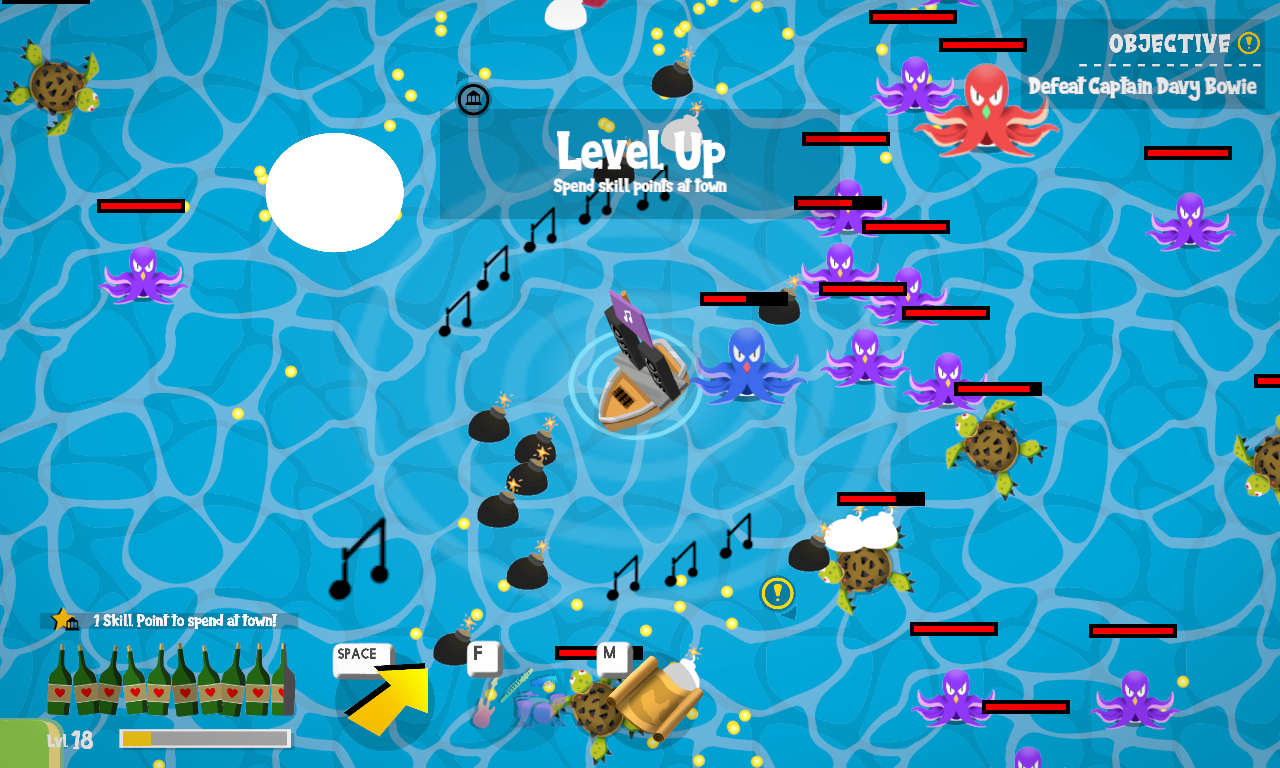 OBJECTIVE
Defeat Captain Davy Bowie
Level Up
Spend skill points at town
1 Skill Point to spend at town!
SPACE
F
M
Lvl 18